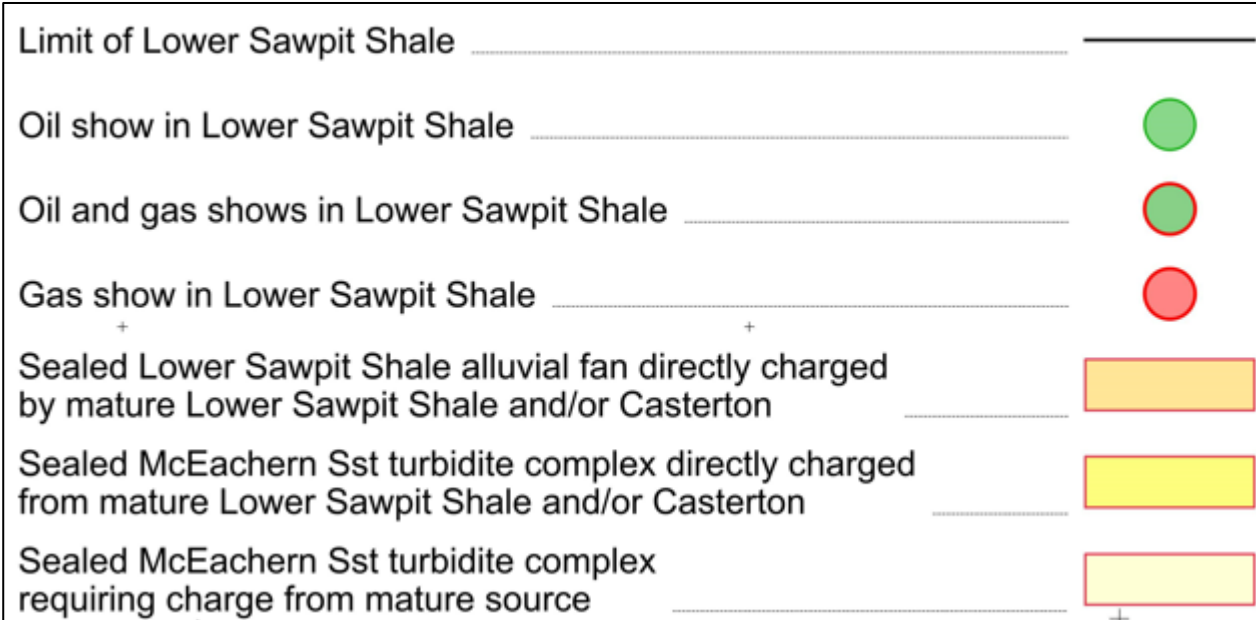 Limit of Lower Sawpit Shale
Oil show in Lower Sawpit Shale
Oil and gas shows in Lower Sawpit Shale
Gas show in Lower Sawpit Shale
Sealed Lower Sawpit Shale alluvial fan directly charged
by mature Lower Sawpit Shale and/or Casterton
Sealed McEachern Sst turbidite complex directly charged
from mature Lower Sawpit Shale and/or Casterton
Sealed McEachern Sst turbidite complex
requiring charge from mature source